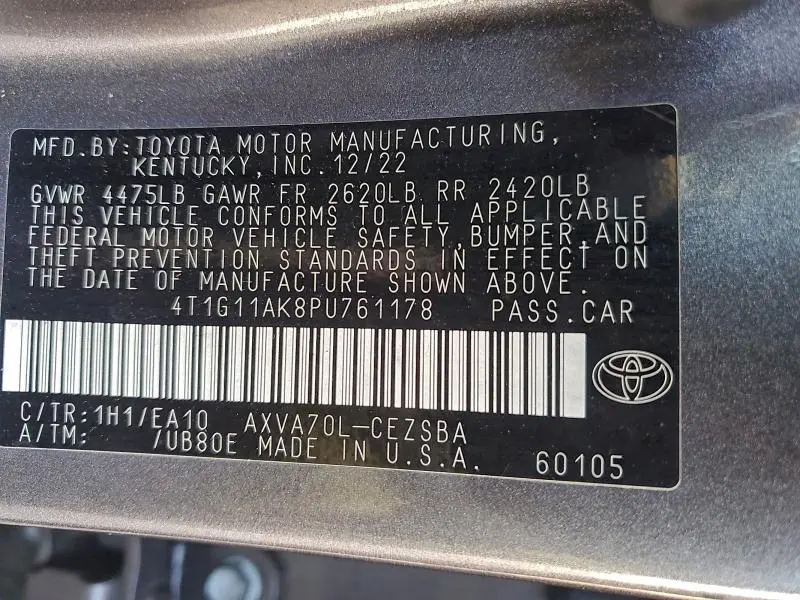 MFD.BY:TOYOTA MOTOR MANUFACTURING,
KENTUCKY,INC.12/22
GVWR 4475LB GAWR FR 2620LB RR 2420LB
THIS VEHICLE CONFORMS TO ALL APPLICABLE
FEDERAL MOTOR VEHICLE SAFETY,BUMPER,AND
THEFT PREVENTION STANDARDS IN EFFECT ON
THE DATE OF MANUFACTURE SHOWN ABOVE.
4T1G11AK8PU761178 PASS.CAR
C/TR:1H1/EA10 AXVA70L-CEZSBA
A/TM: /UB80E MADE IN U.S.A. 60105